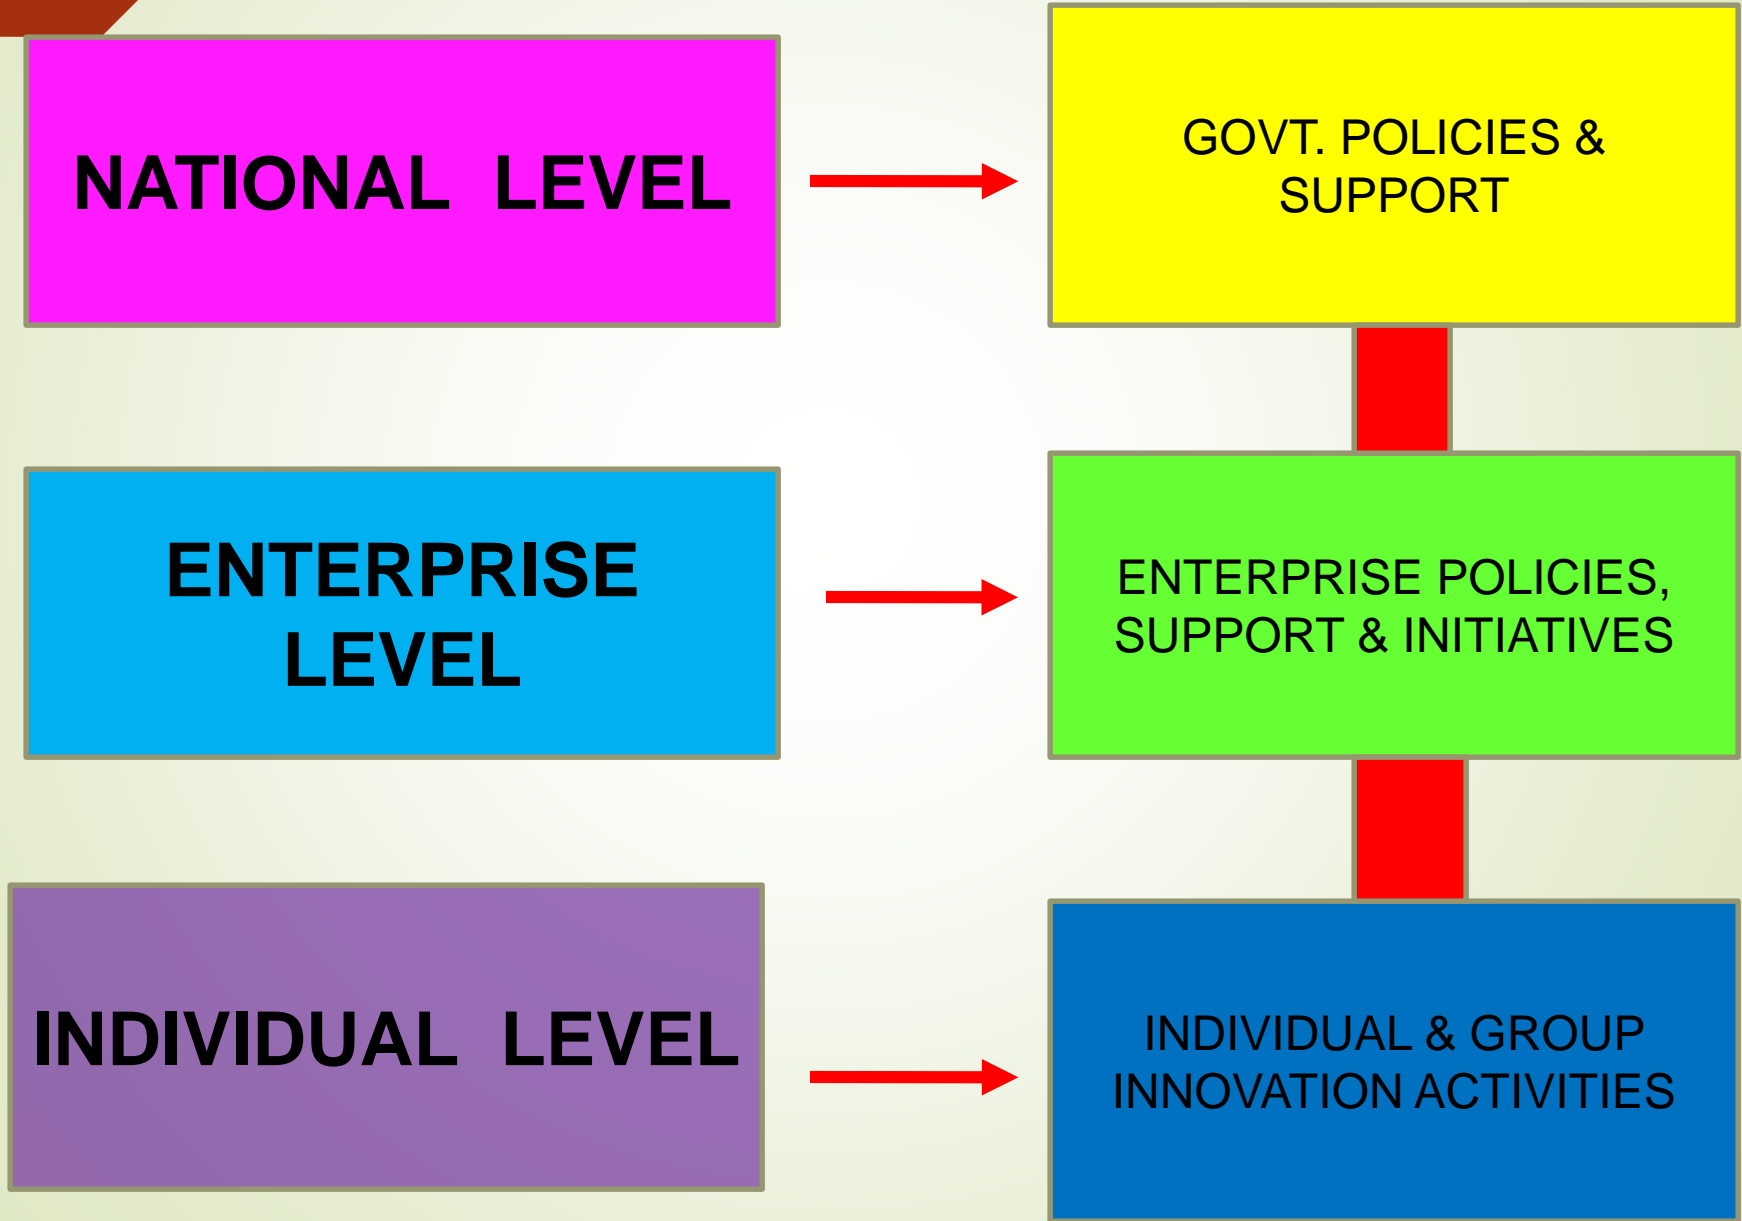 NATIONAL LEVEL
GOVT. POLICIES &
SUPPORT
ENTERPRISE
LEVEL
ENTERPRISE POLICIES,
SUPPORT & INITIATIVES
INDIVIDUAL LEVEL
INDIVIDUAL & GROUP
INNOVATION ACTIVITIES